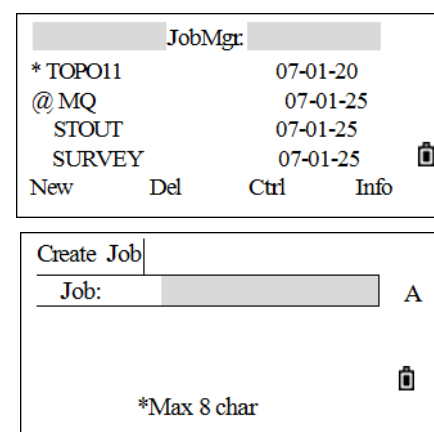 JobMgr.
* TOPO11 07-01-20
@ MQ 07-01-25
STOUT 07-01-25
SURVEY 07-01-25
New Del Ctrl Info
Create Job
Job: A
*Max 8 char